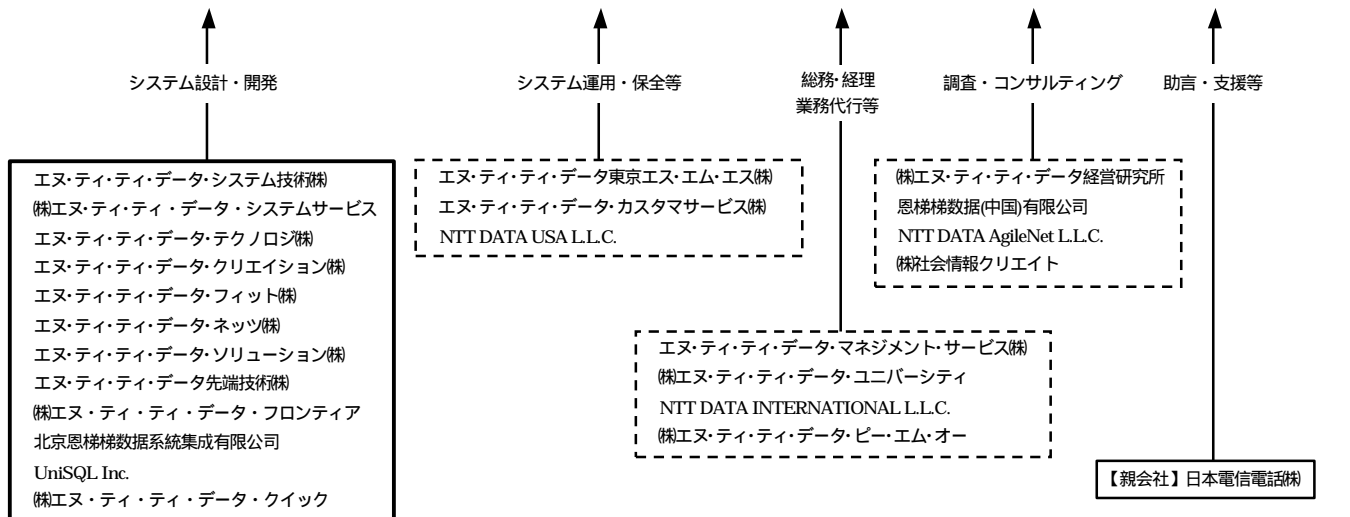 システム設計・開発
システム運用・保全等
総務・経理
業務代行等
調査・コンサルティング
助言・支援等
エヌ・ティ・ティ・データ・システム技術㈱
㈱エヌ・ティ・ティ・データ・システムサービス
エヌ・ティ・ティ・データ・テクノロジ㈱
エヌ・ティ・ティ・データ・クリエイション㈱
エヌ・ティ・ティ・データ・フィット㈱
エヌ・ティ・ティ・データ・ネッツ㈱
エヌ・ティ・ティ・データ・ソリューション㈱
エヌ・ティ・ティ・データ先端技術㈱
㈱エヌ・ティ・ティ・データ・フロンティア
北京恩梯梯数据系統集成有限公司
UniSQL Inc.
㈱エヌ・ティ・ティ・データ・クイック
エヌ・ティ・ティ・データ東京エス・エム・エス㈱
エヌ・ティ・ティ・データ・カスタマサービス㈱
NTT DATA USA L.L.C.
エヌ・ティ・ティ・データ・マネジメント・サービス㈱
㈱エヌ・ティ・ティ・データ・ユニバーシティ
NTT DATA INTERNATIONAL L.L.C.
㈱エヌ・ティ・ティ・データ・ピー・エム・オー
㈱エヌ・ティ・ティ・データ経営研究所
恩梯梯数据(中国)有限公司
NTT DATA AgileNet L.L.C.
㈱社会情報クリエイト
【親会社】日本電信電話㈱